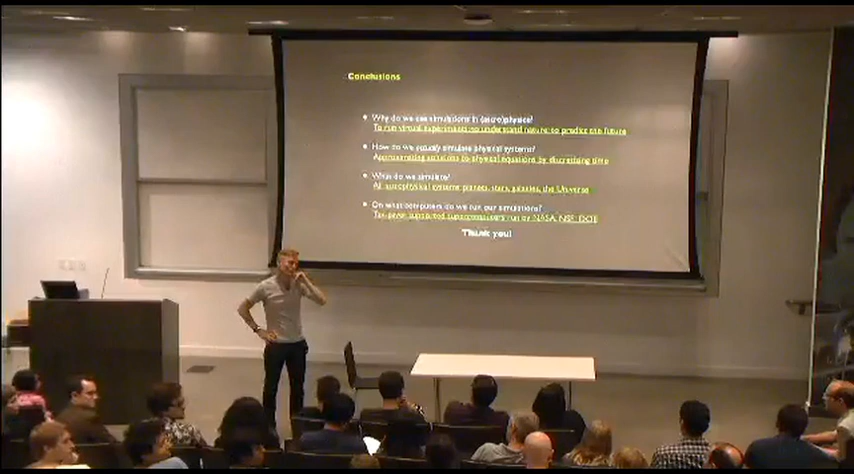 Conclusions
Why do we use simulations in (astro)physics?
To run virtual experiments; to understand nature; to predict the future
How do we actually simulate physical systems?
Approximating solutions to physical equations by discretising time
What do we simulate?
All astrophysical systems: planets, stars, galaxies, the Universe
On what computers do we run our simulations?
Tax-payer supported supercomputers run by NASA, NSF, DOE
Thank you!